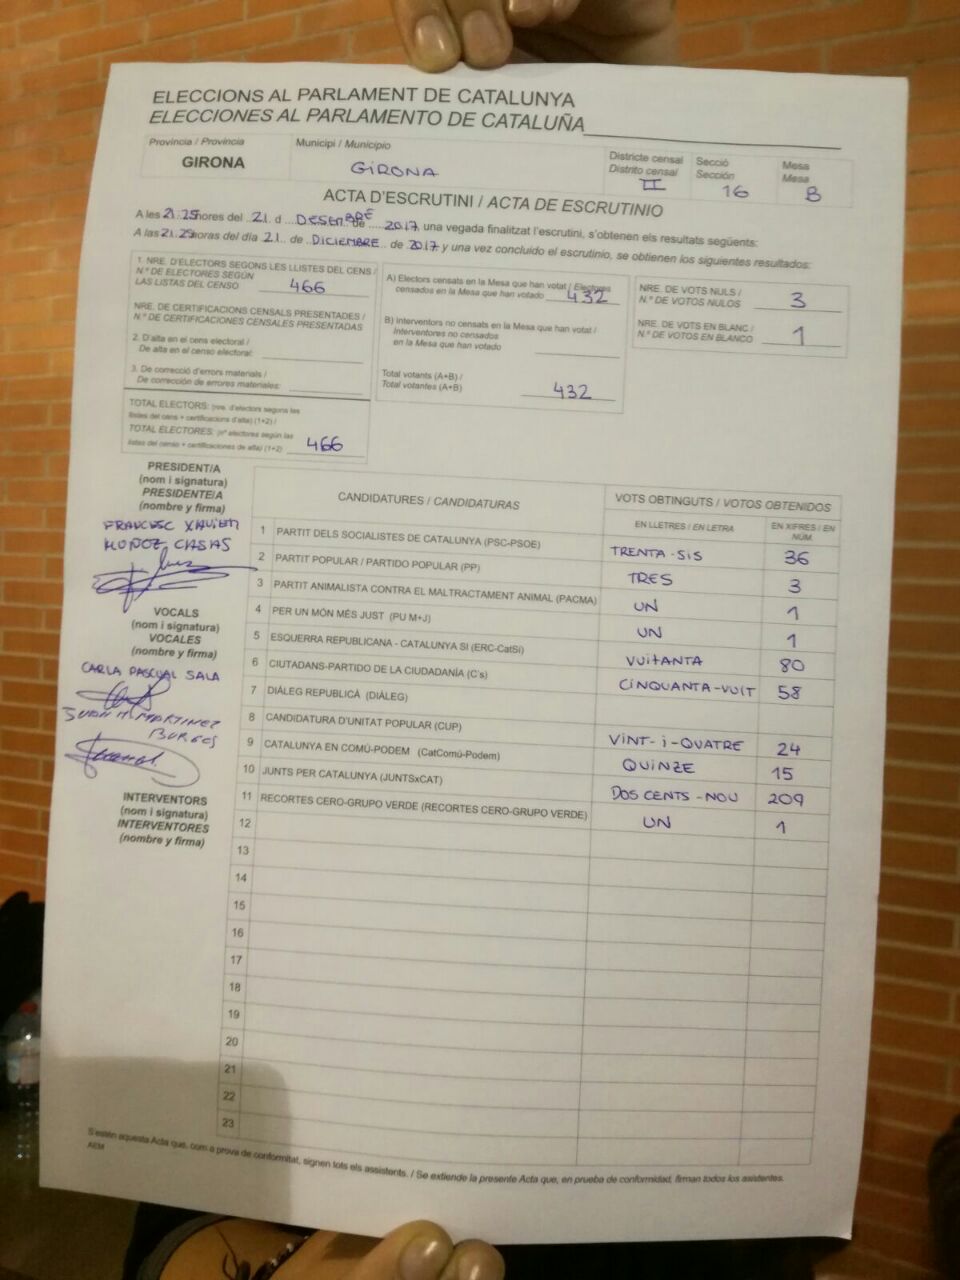 ELECCIONS AL PARLAMENT DE CATALUNYA
ELECCIONES AL PARLAMENTO DE CATALUÑA
Província / Provincia
GIRONA
Municipi / Municipio
GIRONA
Districte censal
Distrito censal
II
Secció
Sección
16
Mesa
Mesa
B
ACTA D'ESCRUTINI / ACTA DE ESCRUTINIO
A les 21:25 hores del 21 d DESEMBRE de 2017 una vegada finalitzat l'escrutini, s'obtenen els resultats següents:
A las 21.25 horas del día 21 de DICIEMBRE de 2017 y una vez concluido el escrutinio, se obtienen los siguientes resultados:
1. NRE. D'ELECTORS SEGONS LES LLISTES DEL CENS /
N.º DE ELECTORES SEGÚN
LAS LISTAS DEL CENSO 466
NRE. DE CERTIFICACIONS CENSALS PRESENTADES /
N.º DE CERTIFICACIONES CENSALES PRESENTADAS
2. D'alta en el cens electoral /
De alta en el censo electoral:
3. De correcció d'errors materials /
De corrección de errores materiales:
TOTAL ELECTORS: (nre. d'electors segons les
llistes del cens + certificacions d'alta) (1+2) /
TOTAL ELECTORES: (nº electores según las
listas del censo + certificaciones de alta) (1+2) 466
A) Electors censats en la Mesa que han votat / Electores
censados en la Mesa que han votado 432
B) Interventors no censats en la Mesa que han votat /
Interventores no censados
en la Mesa que han votado
Total votants (A+B) /
Total votantes (A+B) 432
NRE. DE VOTS NULS /
N.º DE VOTOS NULOS 3
NRE. DE VOTS EN BLANC /
N.º DE VOTOS EN BLANCO 1
PRESIDENT/A
(nom i signatura)
PRESIDENTE/A
(nombre y firma)
FRANCESC XAVIER
MUÑOZ CASAS
VOCALS
(nom i signatura)
VOCALES
(nombre y firma)
CARLA PASCUAL SALA
JUAN M. MARTINEZ
BURGOS
INTERVENTORS
(nom i signatura)
INTERVENTORES
(nombre y firma)
CANDIDATURES / CANDIDATURAS
VOTS OBTINGUTS / VOTOS OBTENIDOS
EN LLETRES / EN LETRA
EN XIFRES / EN NÚM.
1 PARTIT DELS SOCIALISTES DE CATALUNYA (PSC-PSOE) TRENTA-SIS 36
2 PARTIT POPULAR / PARTIDO POPULAR (PP) TRES 3
3 PARTIT ANIMALISTA CONTRA EL MALTRACTAMENT ANIMAL (PACMA) UN 1
4 PER UN MÓN MÉS JUST (PU M+J) UN 1
5 ESQUERRA REPUBLICANA - CATALUNYA SI (ERC-CatSí) VUITANTA 80
6 CIUTADANS-PARTIDO DE LA CIUDADANÍA (C's) CINQUANTA-VUIT 58
7 DIÀLEG REPUBLICÀ (DIÀLEG)
8 CANDIDATURA D'UNITAT POPULAR (CUP) VINT-I-QUATRE 24
9 CATALUNYA EN COMÚ-PODEM (CatComú-Podem) QUINZE 15
10 JUNTS PER CATALUNYA (JUNTSxCAT) DOS CENTS-NOU 209
11 RECORTES CERO-GRUPO VERDE (RECORTES CERO-GRUPO VERDE) UN 1
12
13
14
15
16
17
18
19
20
21
22
23
S'estén aquesta Acta que, com a prova de conformitat, signen tots els assistents. / Se extiende la presente Acta que, en prueba de conformidad, firman todos los asistentes.
AEM